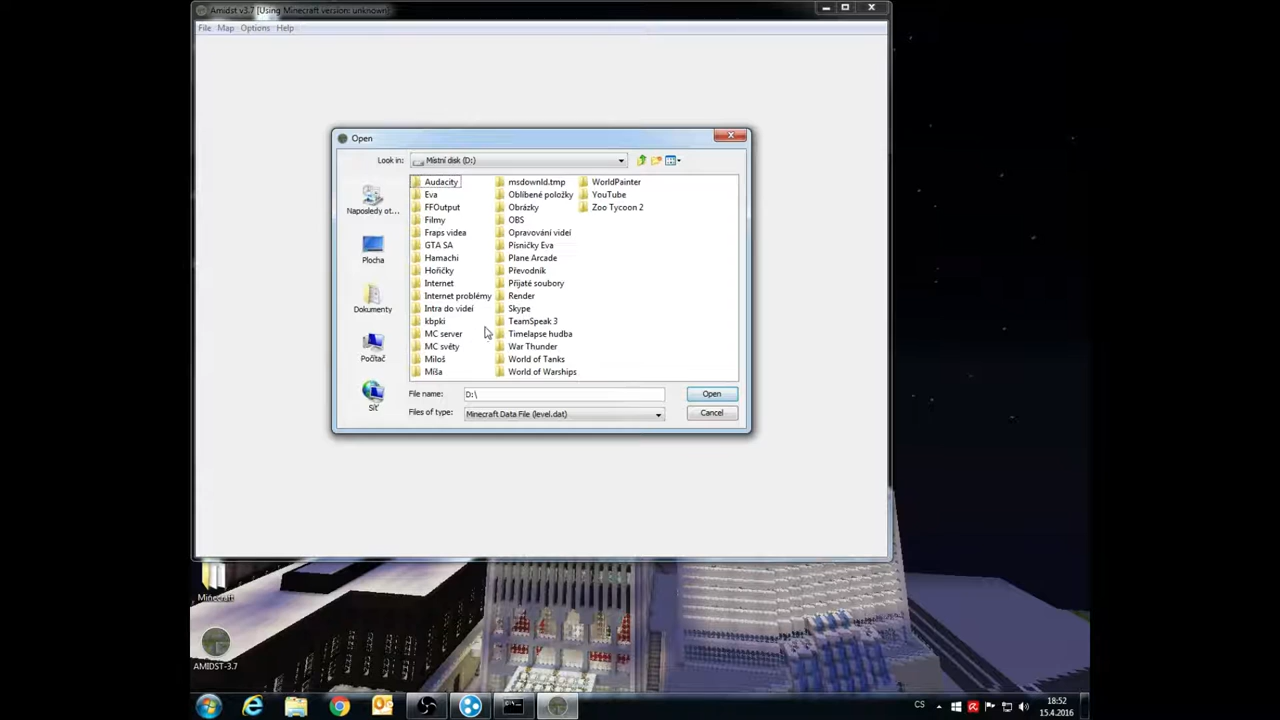 Amidst v3.7 [Using Minecraft version: unknown]
File Map Options Help
Open
Look in: Místní disk (D:)
Naposledy ot...
Plocha
Dokumenty
Počítač
Síť
Audacity
Eva
FFOutput
Filmy
Fraps videa
GTA SA
Hamachi
Hořičky
Internet
Internet problémy
Intra do videí
kbpki
MC server
MC světy
Miloš
Míša
msdownld.tmp
Oblíbené položky
Obrázky
OBS
Opravování videí
Písničky Eva
Plane Arcade
Převodník
Přijaté soubory
Render
Skype
TeamSpeak 3
Timelapse hudba
War Thunder
World of Tanks
World of Warships
WorldPainter
YouTube
Zoo Tycoon 2
File name: D:\
Open
Files of type: Minecraft Data File (level.dat)
Cancel
Minecraft
AMIDST-3.7
CS
18:52
15.4.2016